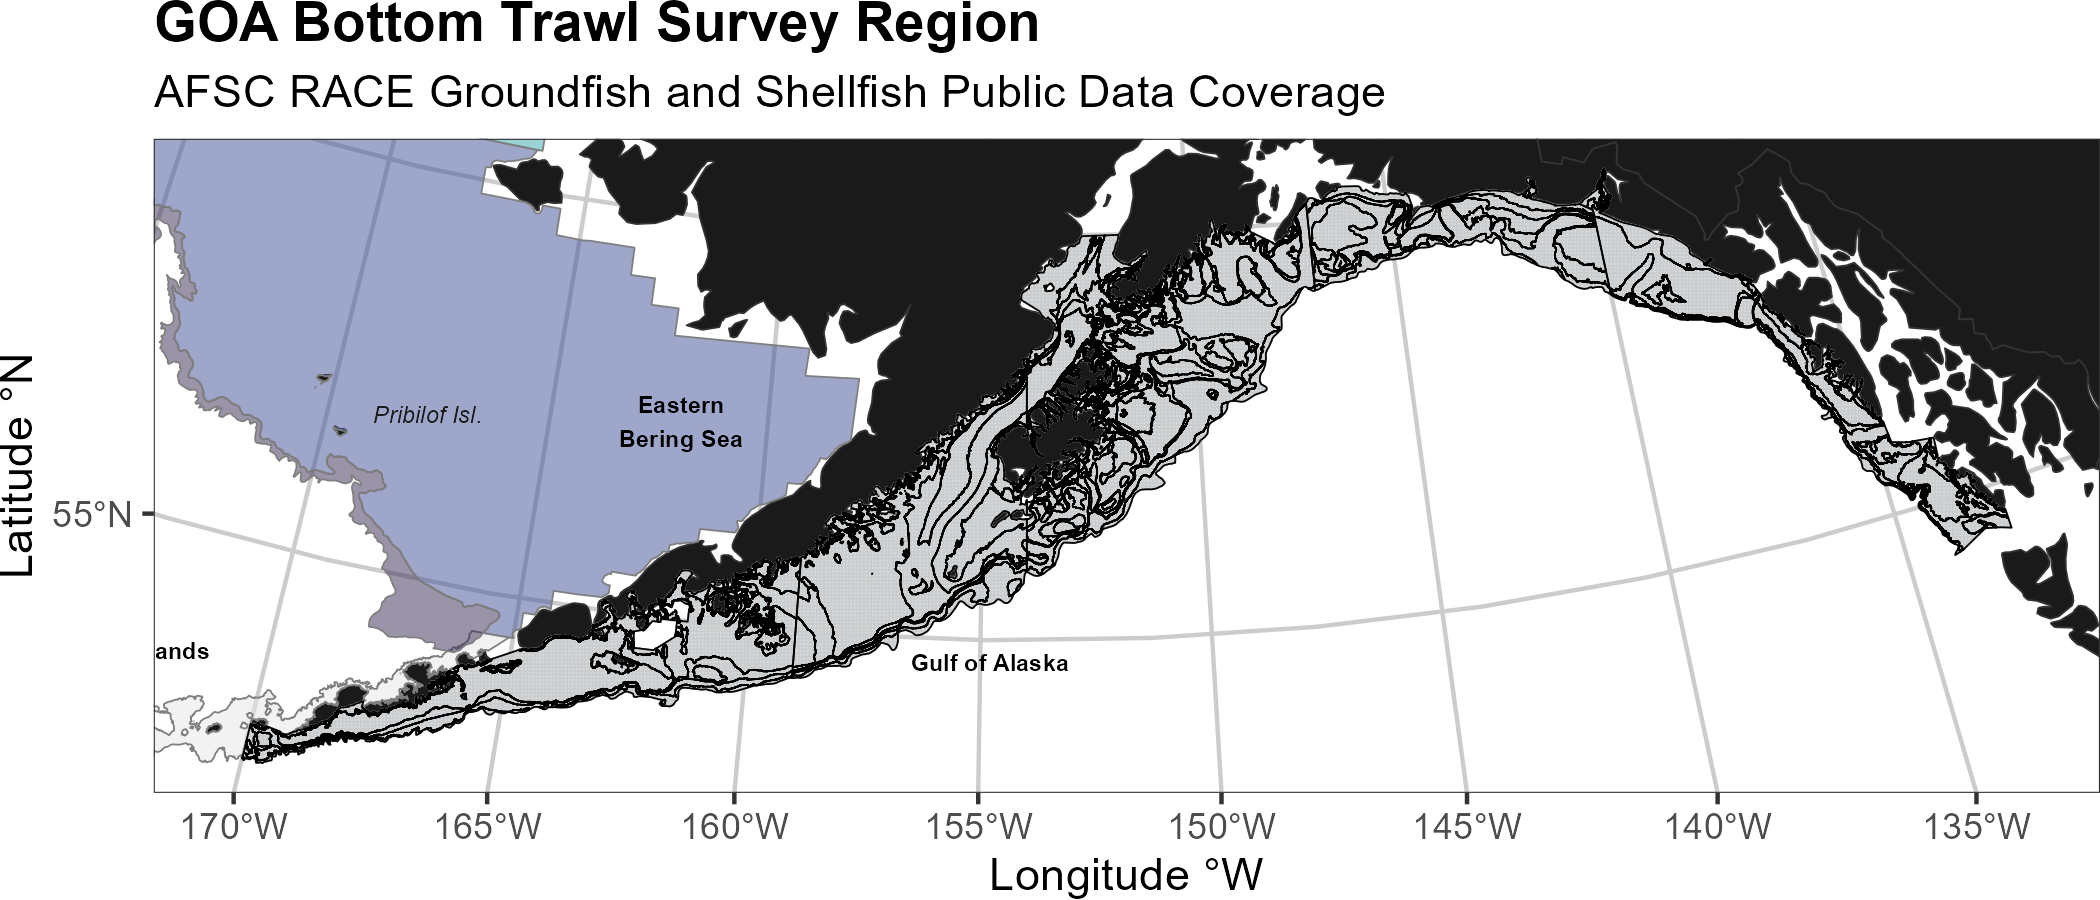 GOA Bottom Trawl Survey Region
AFSC RACE Groundfish and Shellfish Public Data Coverage
Latitude °N
55°N
Pribilof Isl.
Eastern
Bering Sea
ands
Gulf of Alaska
170°W 165°W 160°W 155°W 150°W 145°W 140°W 135°W
Longitude °W